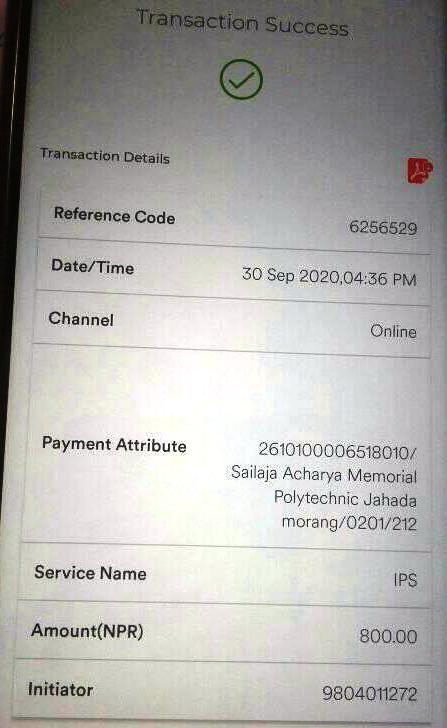 Transaction Success
Transaction Details
Reference Code 6256529
Date/Time 30 Sep 2020,04:36 PM
Channel Online
Payment Attribute 2610100006518010/
Sailaja Acharya Memorial
Polytechnic Jahada
morang/0201/212
Service Name IPS
Amount(NPR) 800.00
Initiator 9804011272